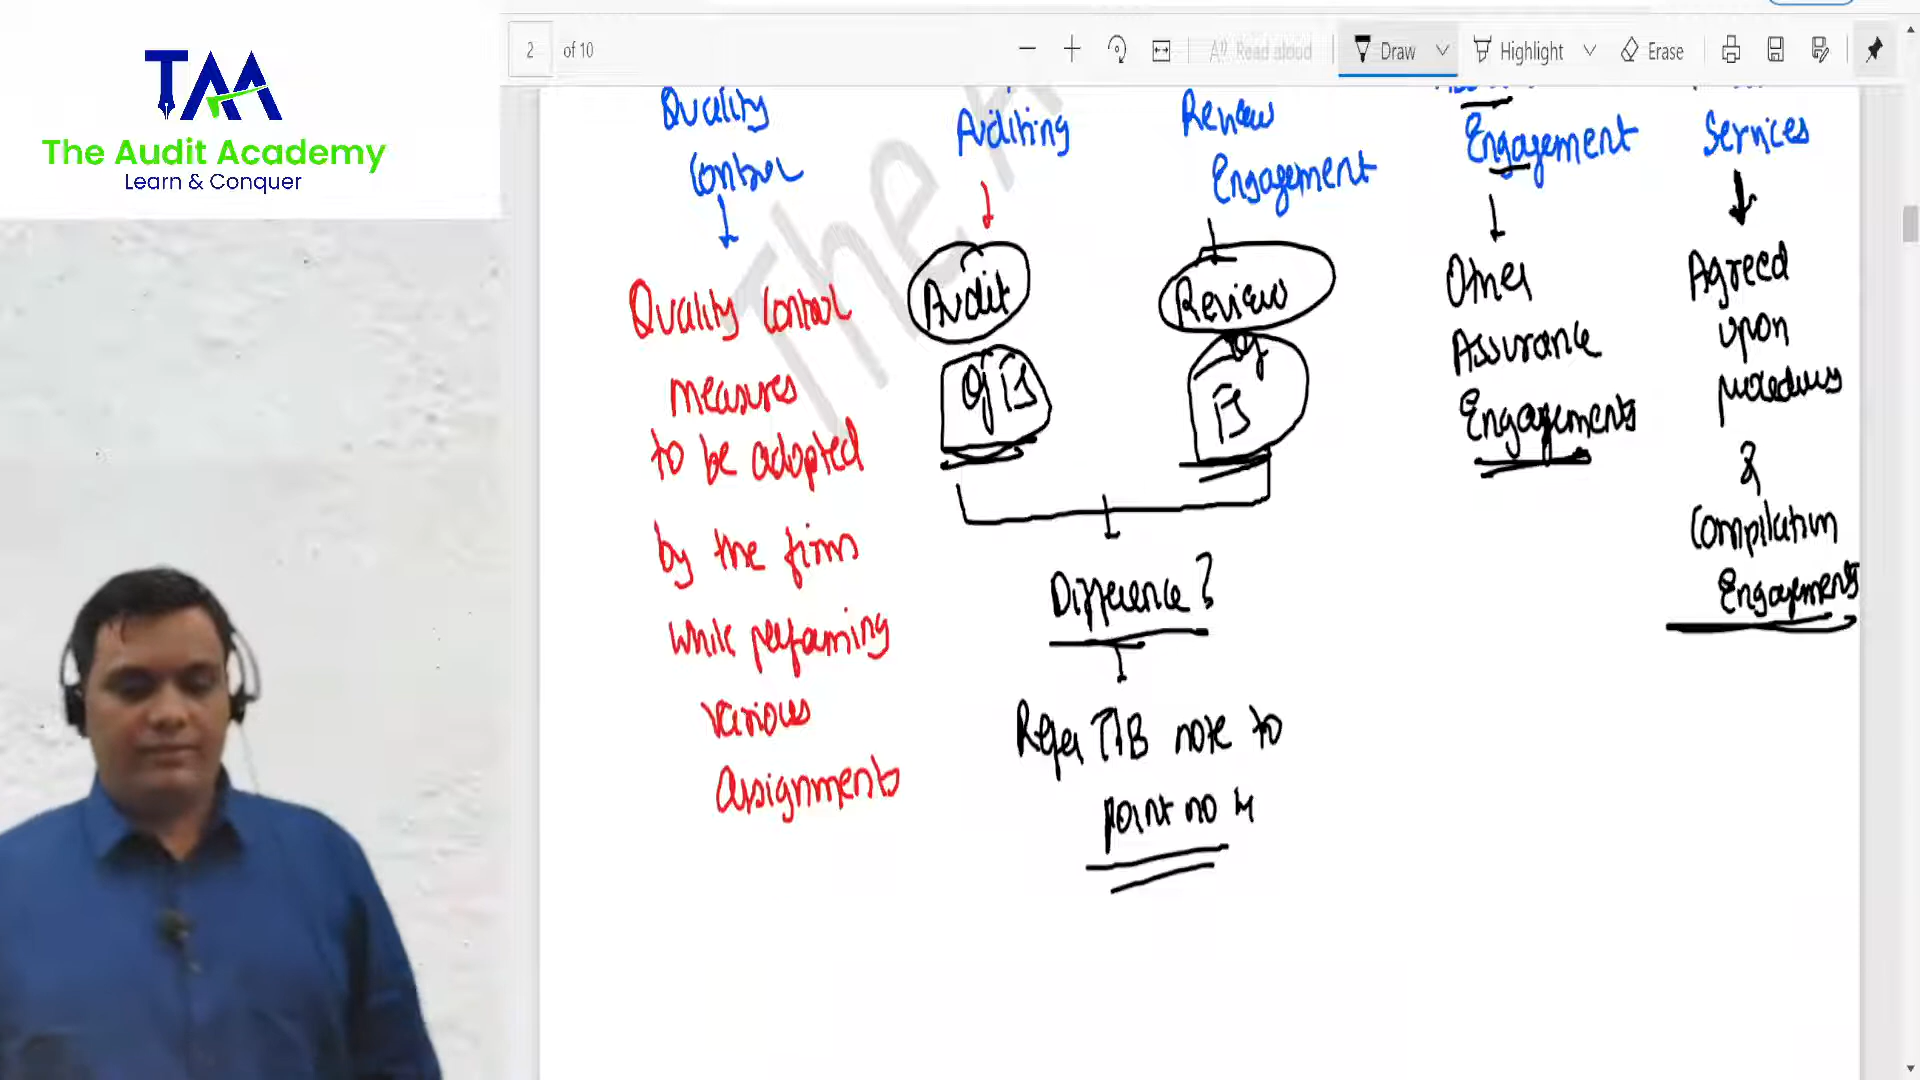 TAA
The Audit Academy
Learn & Conquer
2 of 10
Read aloud
Draw
Highlight
Erase
Quality
Control
Auditing
Review
Engagement
Engagement
Services
Quality Control
measures
to be adopted
by the firm
while performing
various
assignments
Audit
of FS
Review
of
FS
Difference?
Refer
note to
point no 4
Other
Assurance
Engagements
Agreed
upon
procedures
&
Compilation
Engagements
The